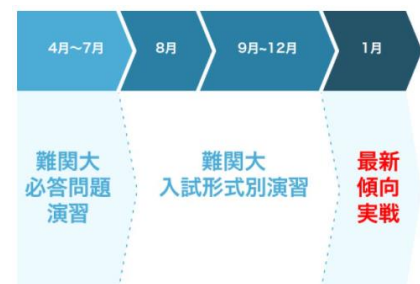 4月〜7月
8月
9月~12月
1月
難関大
必答問題
演習
難関大
入試形式別演習
最新
傾向
実戦